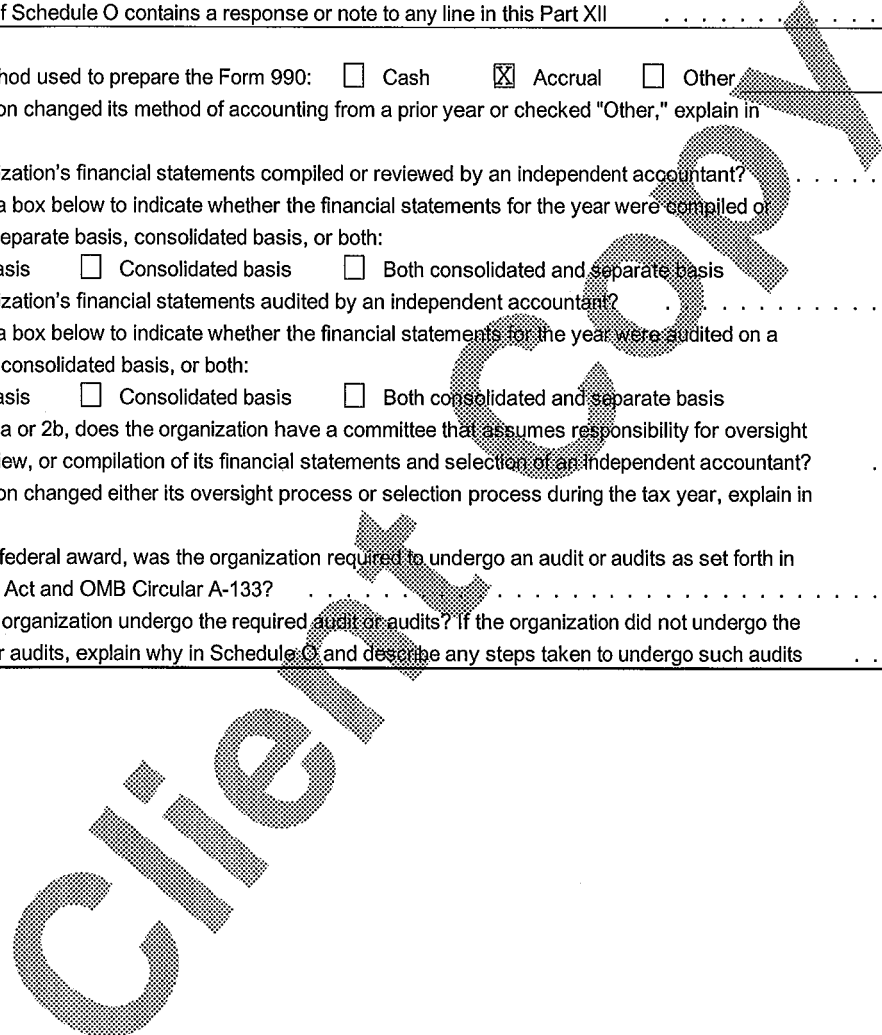 f Schedule O contains a response or note to any line in this Part XII . . . . . . . . . . . .
hod used to prepare the Form 990: ☐ Cash ☒ Accrual ☐ Other
on changed its method of accounting from a prior year or checked "Other," explain in
zation's financial statements compiled or reviewed by an independent accountant? . . . . .
a box below to indicate whether the financial statements for the year were compiled or
eparate basis, consolidated basis, or both:
asis ☐ Consolidated basis ☐ Both consolidated and separate basis
zation's financial statements audited by an independent accountant? . . . . . . . . . . .
a box below to indicate whether the financial statements for the year were audited on a
consolidated basis, or both:
asis ☐ Consolidated basis ☐ Both consolidated and separate basis
a or 2b, does the organization have a committee that assumes responsibility for oversight
iew, or compilation of its financial statements and selection of an independent accountant? .
on changed either its oversight process or selection process during the tax year, explain in
federal award, was the organization required to undergo an audit or audits as set forth in
Act and OMB Circular A-133? . . . . . . . . . . . . . . . . . . . . . . . . . . . . .
organization undergo the required audit or audits? If the organization did not undergo the
r audits, explain why in Schedule O and describe any steps taken to undergo such audits . .
Client Copy